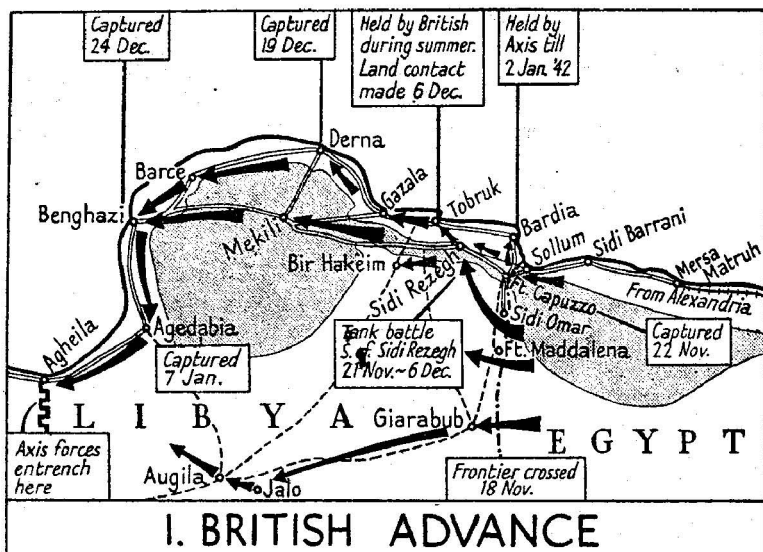 Captured
24 Dec.
Captured
19 Dec.
Held by British
during summer.
Land contact
made 6 Dec.
Held by
Axis till
2 Jan. '42
Derna
Barce
Gazala
Tobruk
Benghazi
Bardia
Mekili
Sollum
Sidi Barrani
Bir Hakeim
Sidi Rezegh
Mersa
Matruh
Ft. Capuzzo
From Alexandria
Sidi Omar
Agheila
Agedabia
Tank battle
S. of Sidi Rezegh
21 Nov.~6 Dec.
Ft. Maddalena
Captured
22 Nov.
Captured
7 Jan.
LIBYA
Giarabub
EGYPT
Axis forces
entrench
here
Augila
Jalo
Frontier crossed
18 Nov.
I. BRITISH ADVANCE